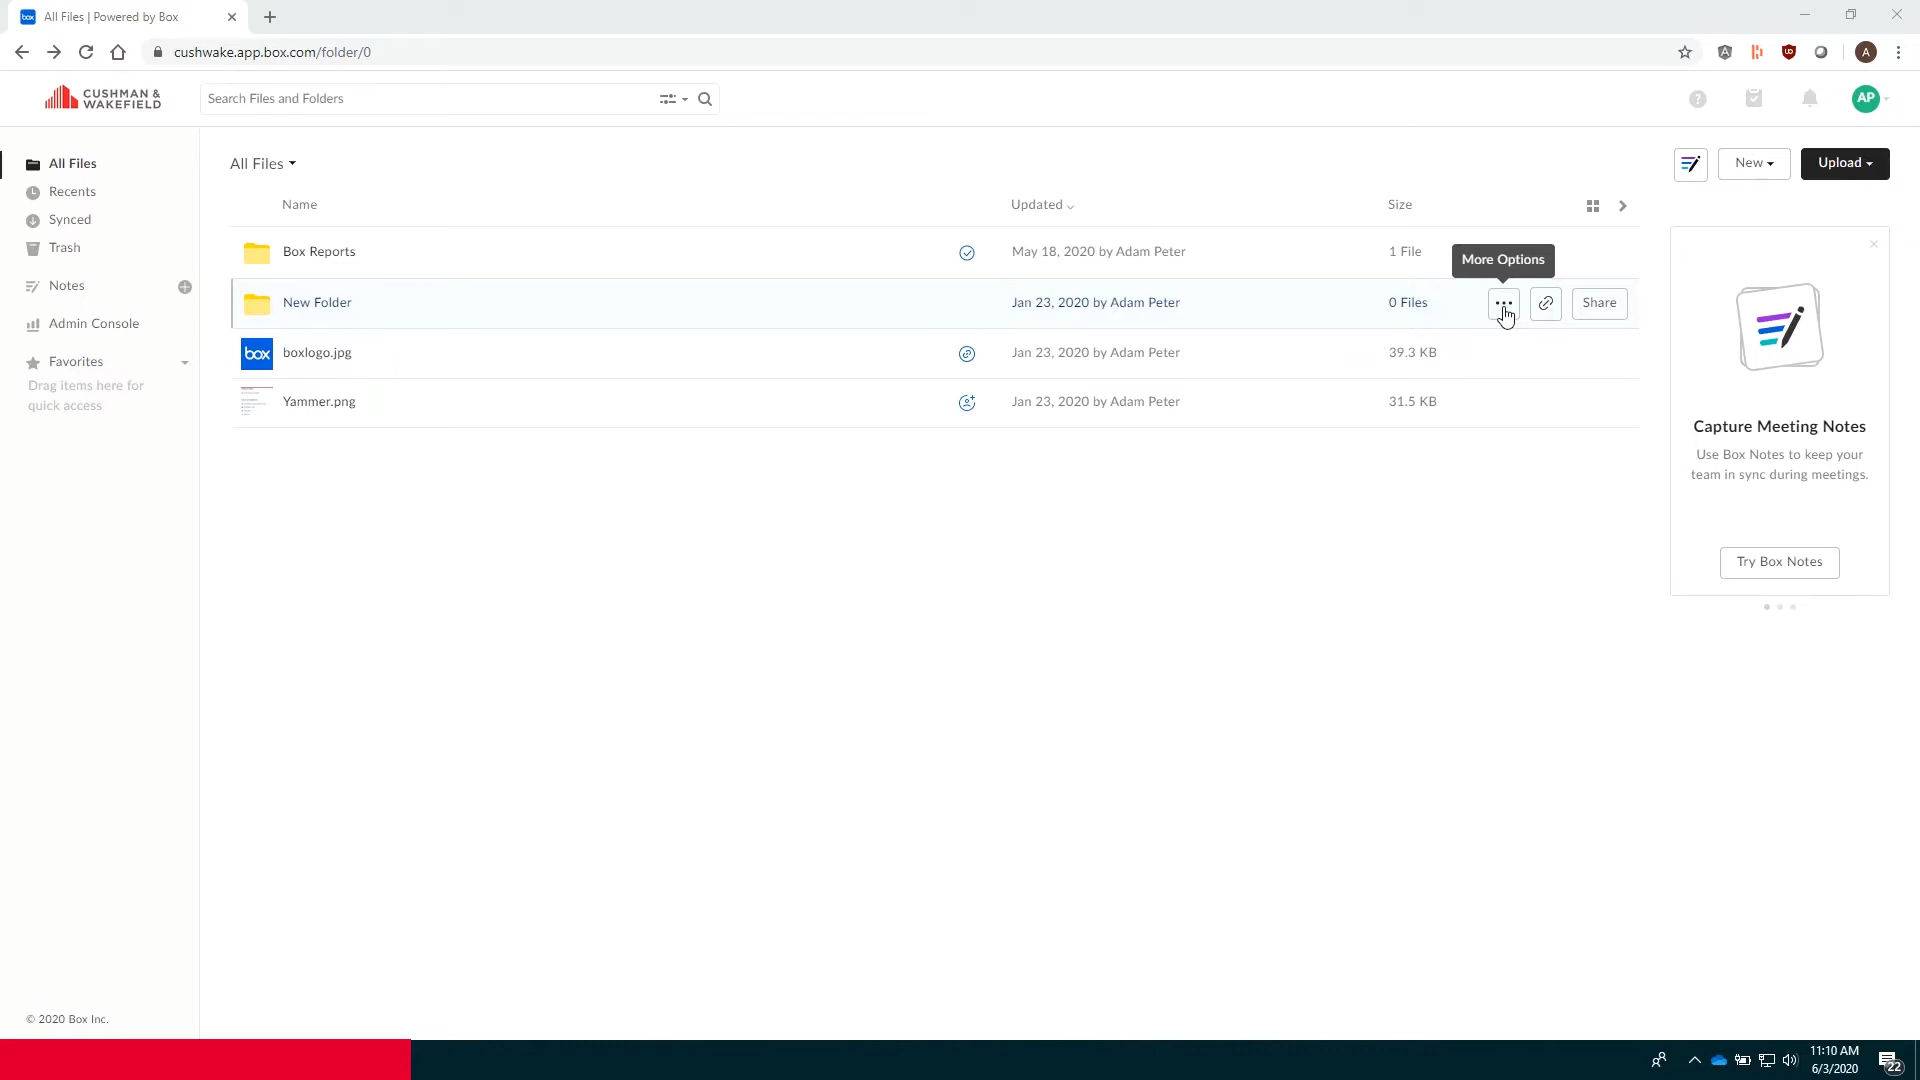 All Files | Powered by Box
cushwake.app.box.com/folder/0
A
CUSHMAN &
WAKEFIELD
Search Files and Folders
AP
All Files
Recents
Synced
Trash
Notes
Admin Console
Favorites
Drag items here for
quick access
All Files
New
Upload
Name
Updated
Size
Box Reports
May 18, 2020 by Adam Peter
1 File
More Options
New Folder
Jan 23, 2020 by Adam Peter
0 Files
Share
box
boxlogo.jpg
Jan 23, 2020 by Adam Peter
39.3 KB
Yammer.png
Jan 23, 2020 by Adam Peter
31.5 KB
Capture Meeting Notes
Use Box Notes to keep your
team in sync during meetings.
Try Box Notes
© 2020 Box Inc.
11:10 AM
6/3/2020
22